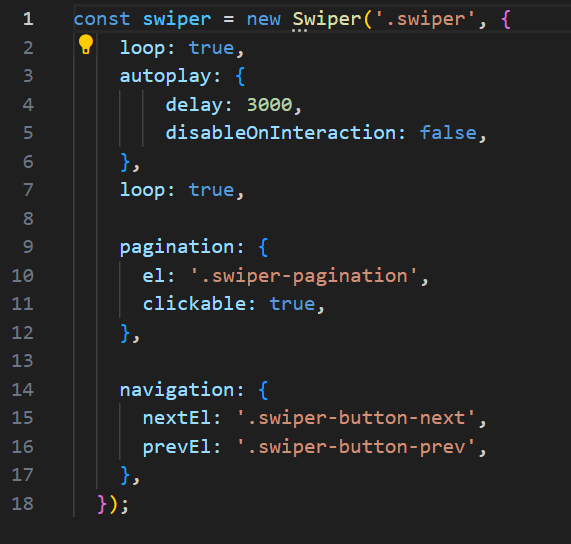 1 const swiper = new Swiper('.swiper', {
2 loop: true,
3 autoplay: {
4 delay: 3000,
5 disableOnInteraction: false,
6 },
7 loop: true,
8
9 pagination: {
10 el: '.swiper-pagination',
11 clickable: true,
12 },
13
14 navigation: {
15 nextEl: '.swiper-button-next',
16 prevEl: '.swiper-button-prev',
17 },
18 });